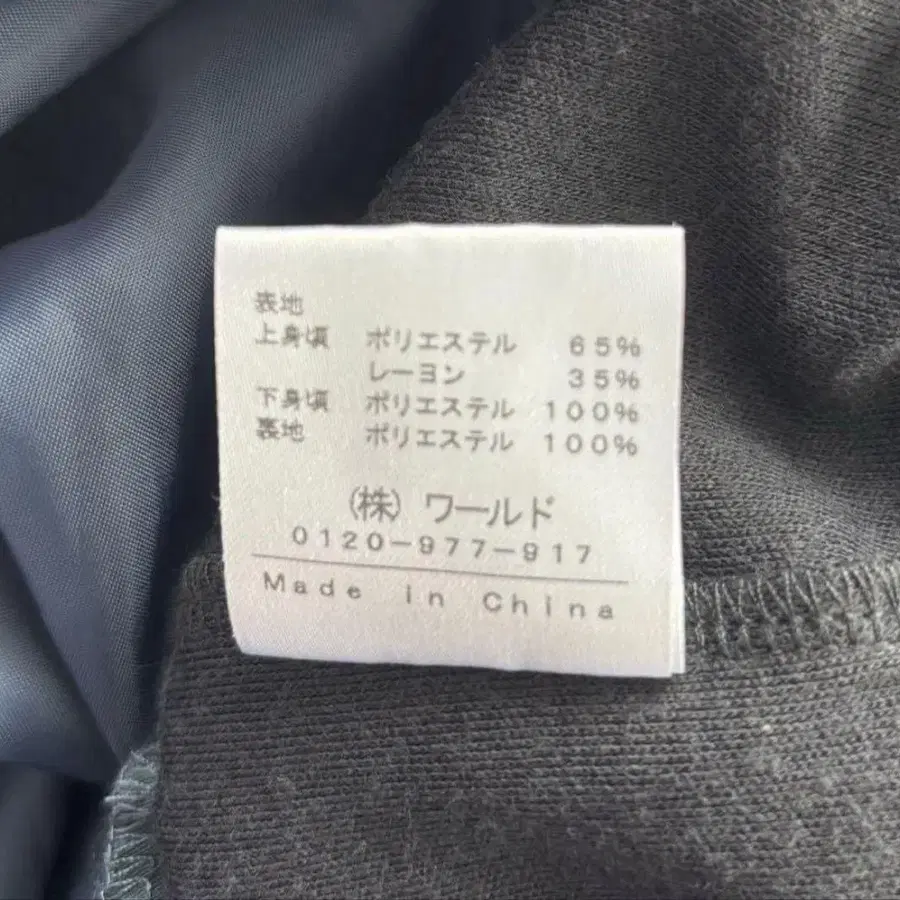 表地
上身頃 ポリエステル 65%
レーヨン 35%
下身頃 ポリエステル 100%
裏地 ポリエステル 100%
(株) ワールド
0120-977-917
Made in China